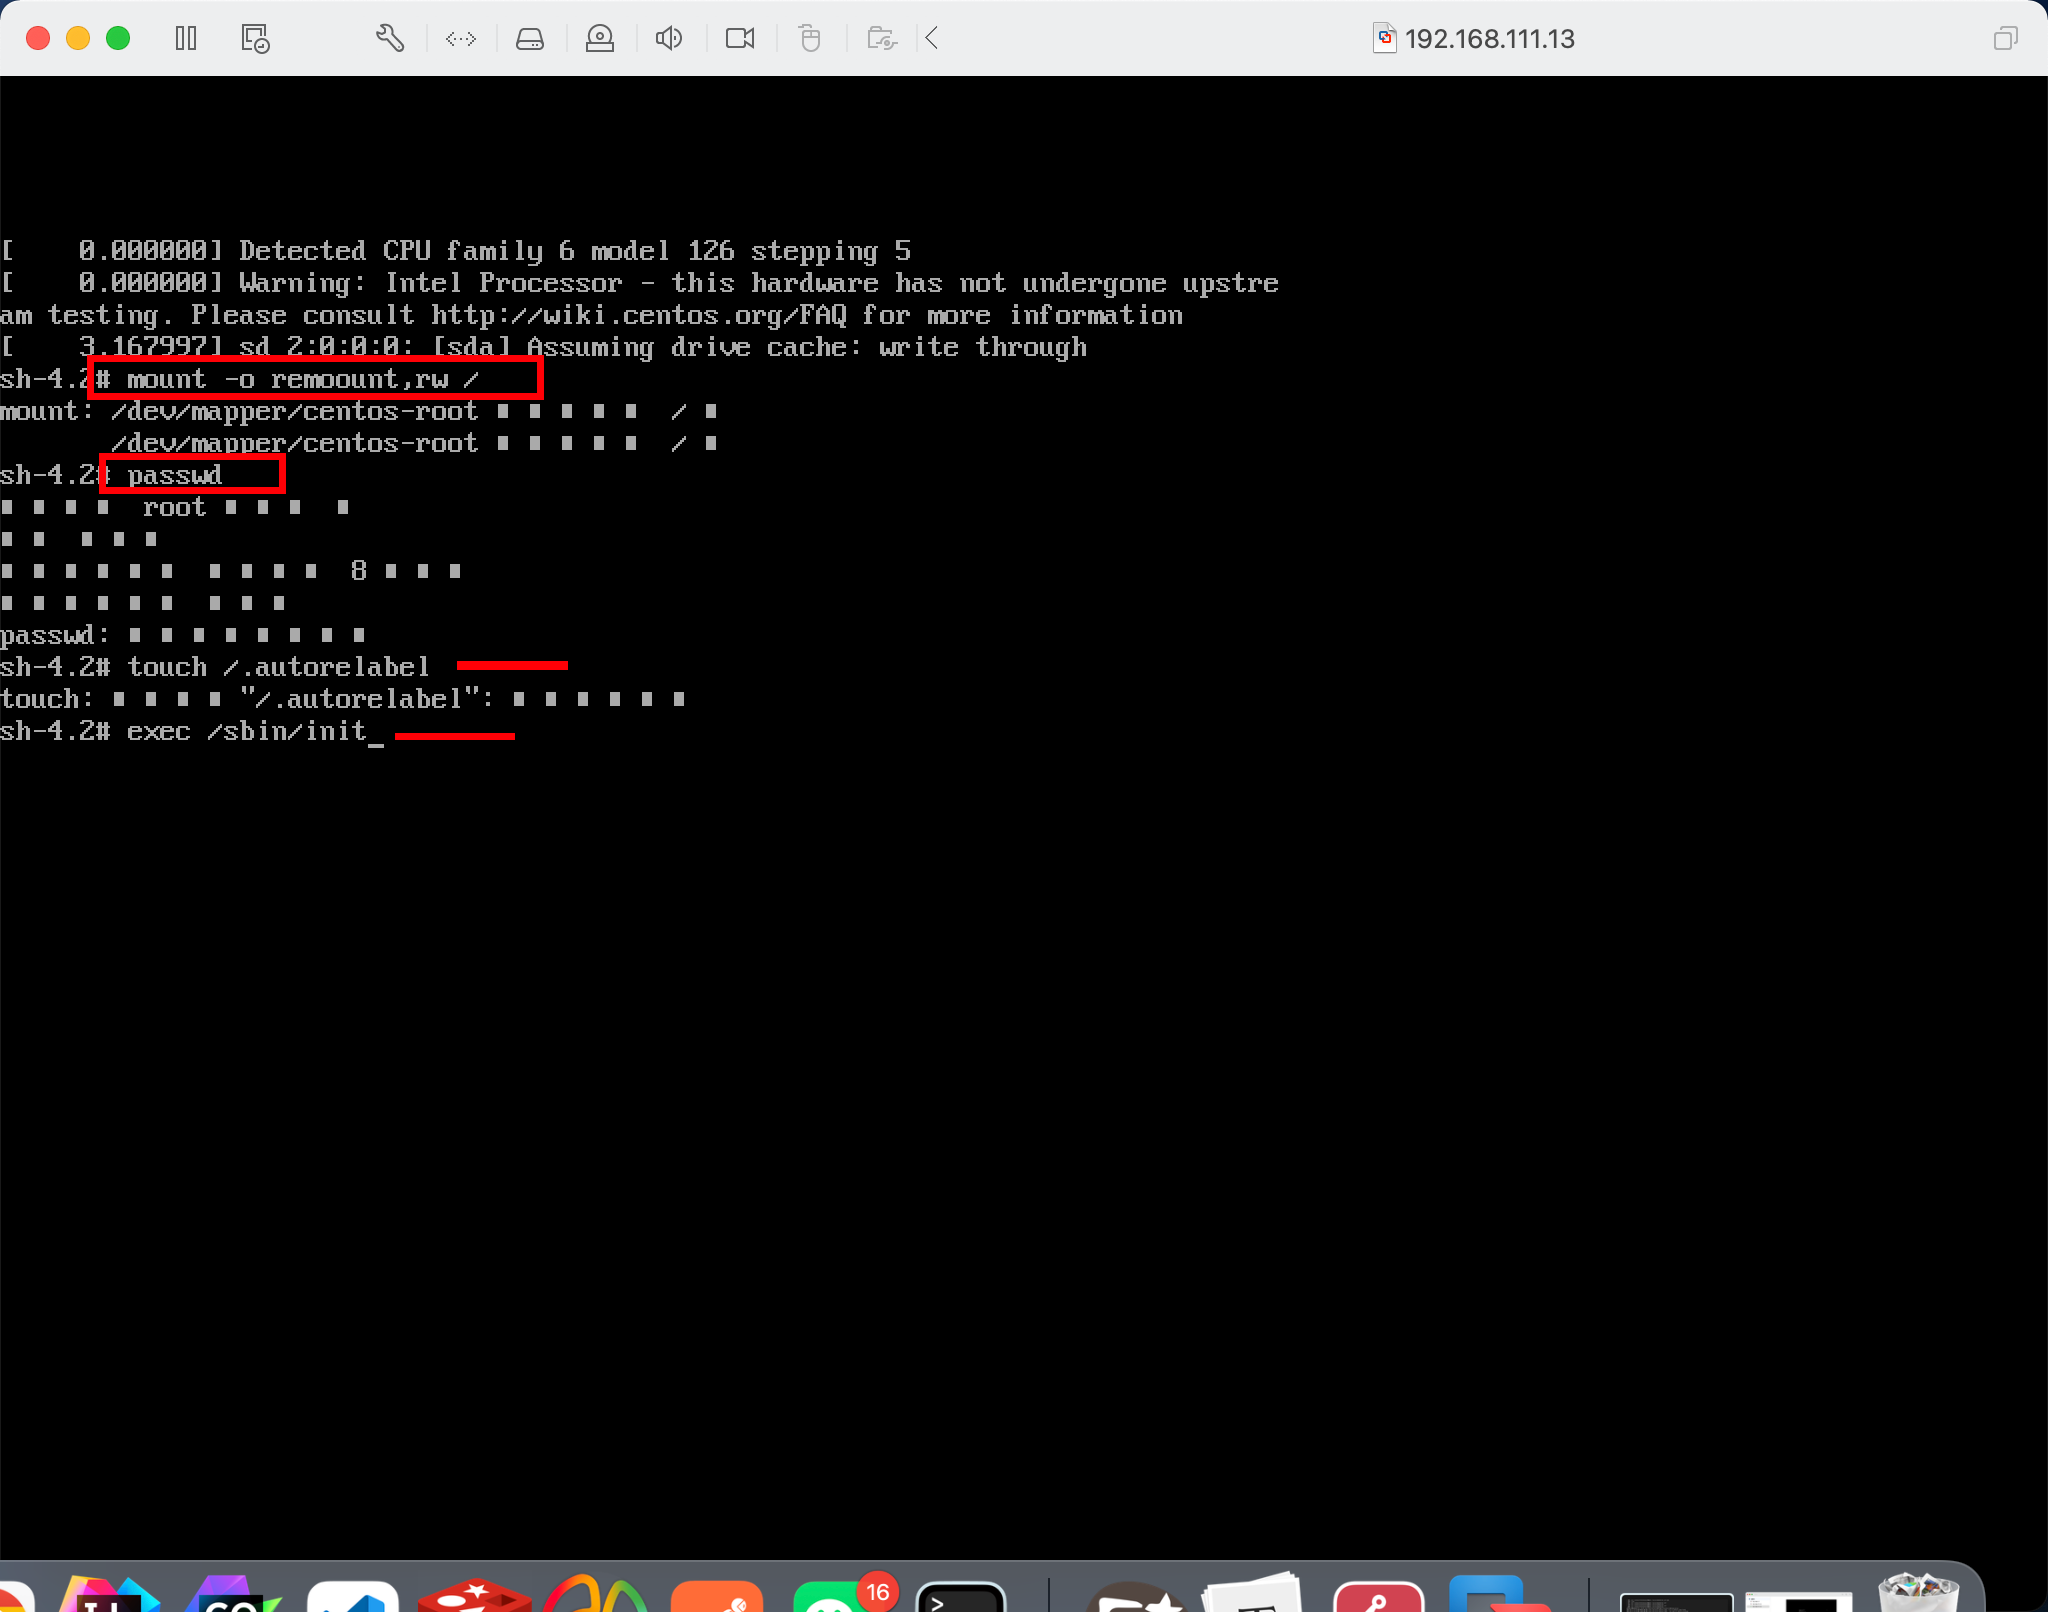 192.168.111.13
[    0.000000] Detected CPU family 6 model 126 stepping 5
[    0.000000] Warning: Intel Processor - this hardware has not undergone upstre
am testing. Please consult http://wiki.centos.org/FAQ for more information
[    3.167997] sd 2:0:0:0: [sda] Assuming drive cache: write through
sh-4.2# mount -o remoount,rw /
mount: /dev/mapper/centos-root ■ ■ ■ ■ ■  / ■
       /dev/mapper/centos-root ■ ■ ■ ■ ■  / ■
sh-4.2# passwd
■ ■ ■ ■  root ■ ■ ■  ■
■ ■  ■ ■ ■
■ ■ ■ ■ ■ ■  ■ ■ ■ ■  8 ■ ■ ■
■ ■ ■ ■ ■ ■  ■ ■ ■
passwd: ■ ■ ■ ■ ■ ■ ■ ■
sh-4.2# touch /.autorelabel
touch: ■ ■ ■ ■ "/.autorelabel": ■ ■ ■ ■ ■ ■
sh-4.2# exec /sbin/init_
16